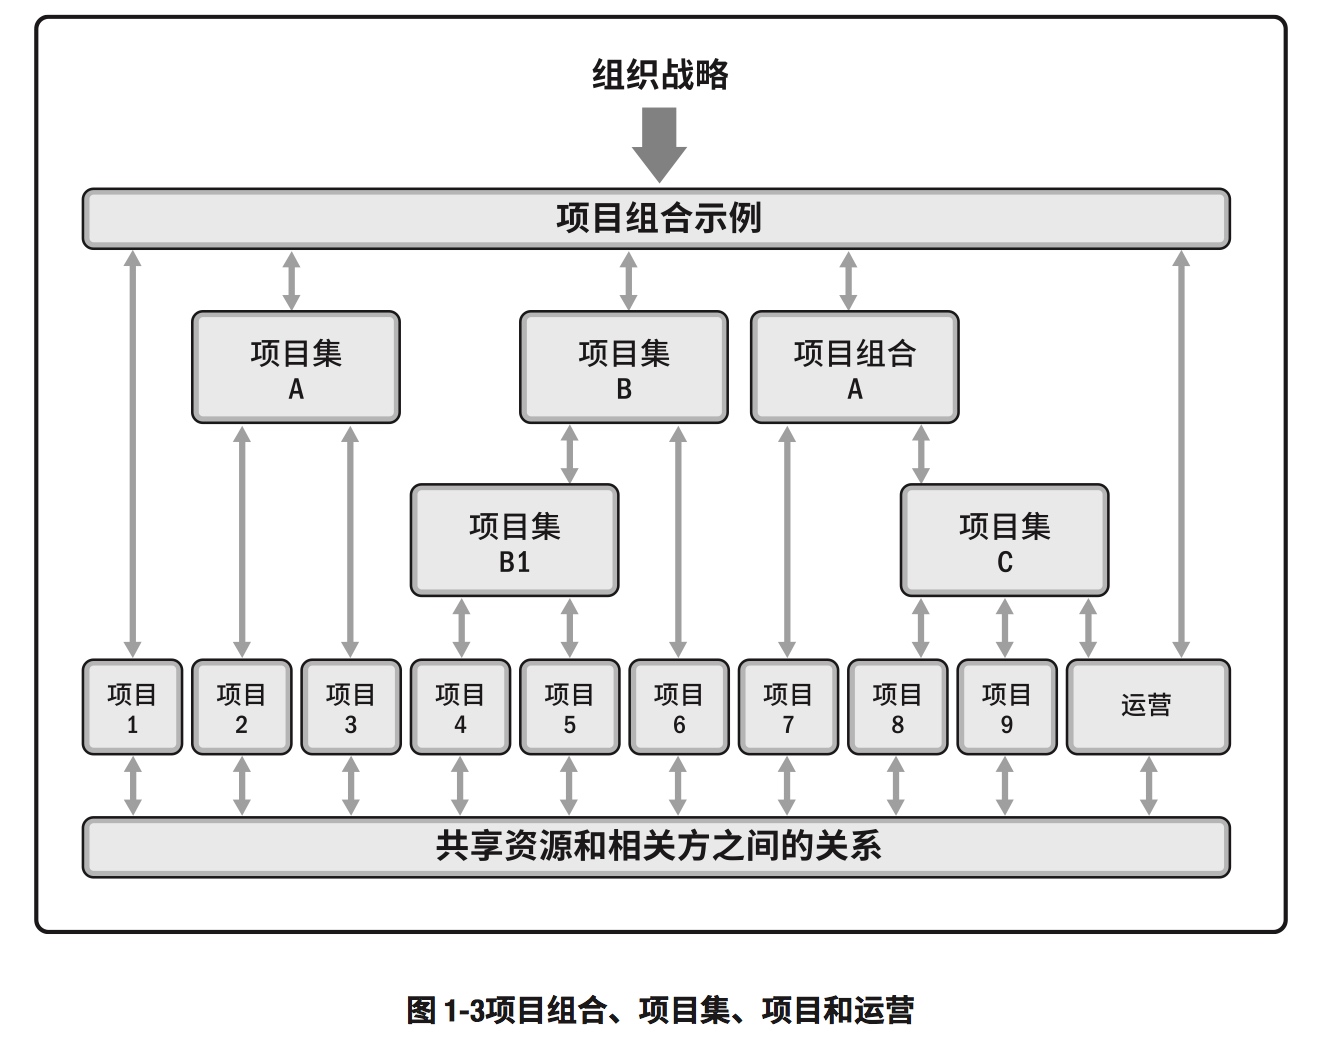 组织战略
项目组合示例
项目集
A
项目集
B
项目组合
A
项目集
B1
项目集
C
项目
1
项目
2
项目
3
项目
4
项目
5
项目
6
项目
7
项目
8
项目
9
运营
共享资源和相关方之间的关系
图 1-3项目组合、项目集、项目和运营